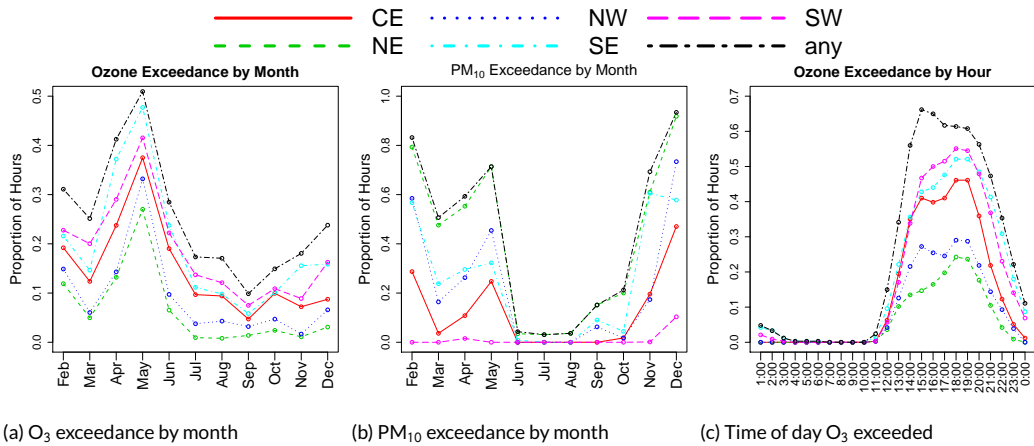 CE NW SW
NE SE any
Ozone Exceedance by Month
Proportion of Hours
0.0 0.1 0.2 0.3 0.4 0.5
Feb Mar Apr May Jun Jul Aug Sep Oct Nov Dec
(a) O₃ exceedance by month
PM₁₀ Exceedance by Month
Proportion of Hours
0.0 0.2 0.4 0.6 0.8 1.0
Feb Mar Apr May Jun Jul Aug Sep Oct Nov Dec
(b) PM₁₀ exceedance by month
Ozone Exceedance by Hour
Proportion of Hours
0.0 0.1 0.2 0.3 0.4 0.5 0.6 0.7
1:00 2:00 3:00 4:00 5:00 6:00 7:00 8:00 9:00 10:00 11:00 12:00 13:00 14:00 15:00 16:00 17:00 18:00 19:00 20:00 21:00 22:00 23:00 0:00
(c) Time of day O₃ exceeded